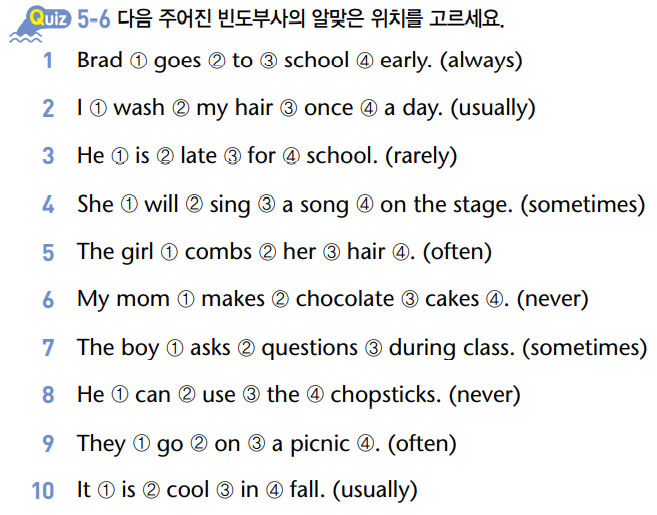 Quiz 5-6 다음 주어진 빈도부사의 알맞은 위치를 고르세요.
1 Brad ① goes ② to ③ school ④ early. (always)
2 I ① wash ② my hair ③ once ④ a day. (usually)
3 He ① is ② late ③ for ④ school. (rarely)
4 She ① will ② sing ③ a song ④ on the stage. (sometimes)
5 The girl ① combs ② her ③ hair ④. (often)
6 My mom ① makes ② chocolate ③ cakes ④. (never)
7 The boy ① asks ② questions ③ during class. (sometimes)
8 He ① can ② use ③ the ④ chopsticks. (never)
9 They ① go ② on ③ a picnic ④. (often)
10 It ① is ② cool ③ in ④ fall. (usually)